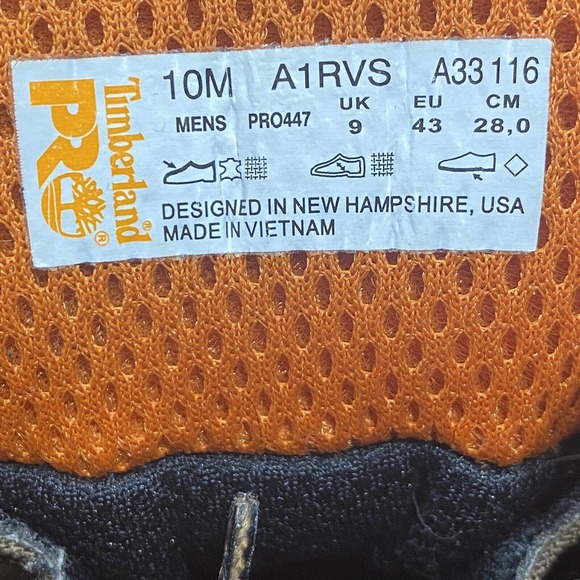 Timberland®
PRO®
10M A1RVS A33116
MENS PRO447 UK EU CM
9 43 28,0
DESIGNED IN NEW HAMPSHIRE, USA
MADE IN VIETNAM